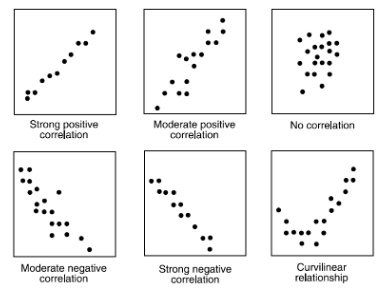 Strong positive
correlation
Moderate positive
correlation
No correlation
Moderate negative
correlation
Strong negative
correlation
Curvilinear
relationship